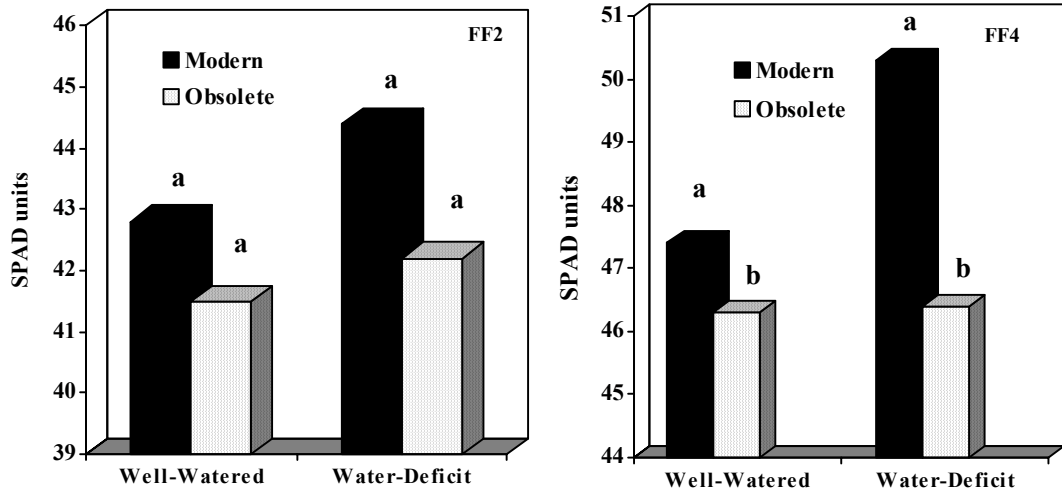 46
45
44
43
42
41
40
39
SPAD units
FF2
Modern
Obsolete
a
a
a
a
Well-Watered
Water-Deficit
51
50
49
48
47
46
45
44
SPAD units
FF4
Modern
Obsolete
a
a
b
b
Well-Watered
Water-Deficit